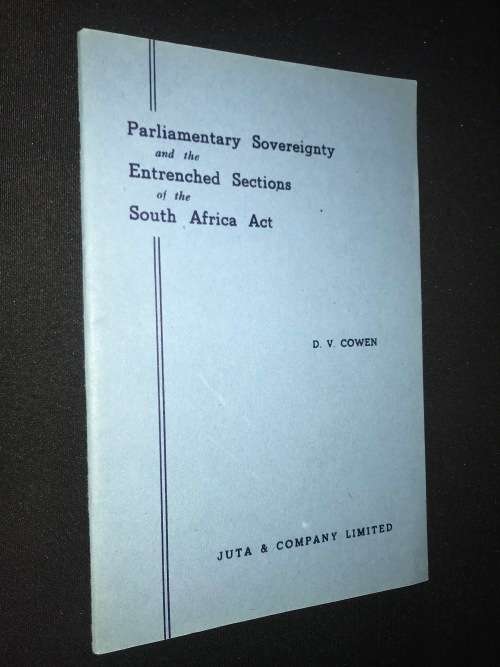 Parliamentary Sovereignty
and the
Entrenched Sections
of the
South Africa Act
D. V. COWEN
JUTA & COMPANY LIMITED